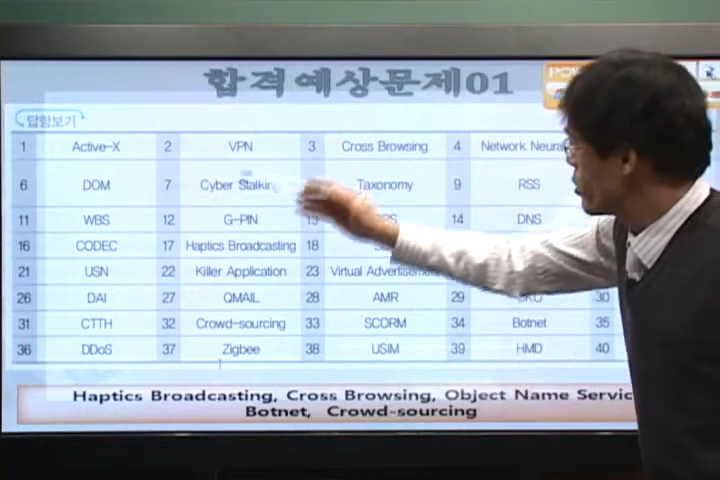 합격예상문제01
답항보기
1 Active-X 2 VPN 3 Cross Browsing 4 Network
6 DOM 7 Cyber Stalking Taxonomy 9 RSS
11 WBS 12 G-PIN 13 14 DNS
16 CODEC 17 Haptics Broadcasting 18
21 USN 22 Killer Application 23 Virtual Advertisement
26 DAI 27 QMAIL 28 AMR 29 30
31 CTTH 32 Crowd-sourcing 33 SCORM 34 Botnet 35
36 DDoS 37 Zigbee 38 USIM 39 HMD 40
Haptics Broadcasting, Cross Browsing, Object Name
Botnet, Crowd-sourcing